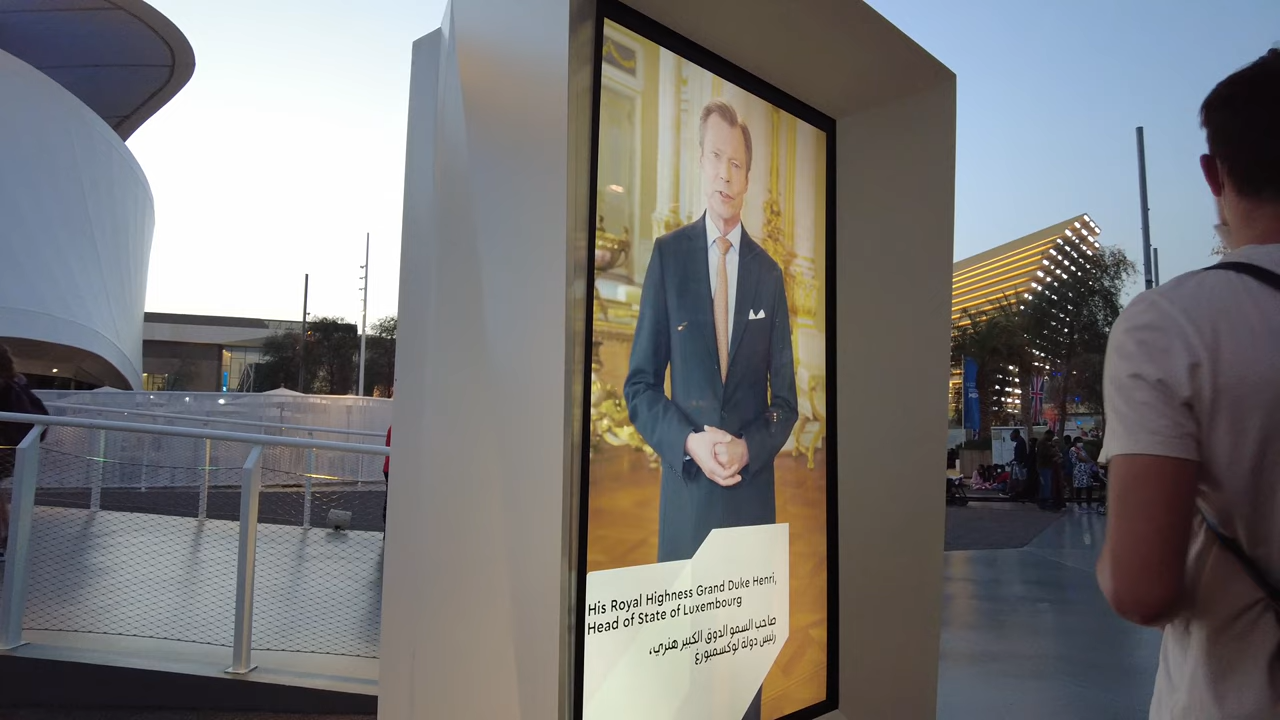 His Royal Highness Grand Duke Henri,
Head of State of Luxembourg
صاحب السمو الدوق الكبير هنري،
رئيس دولة لوكسمبورغ